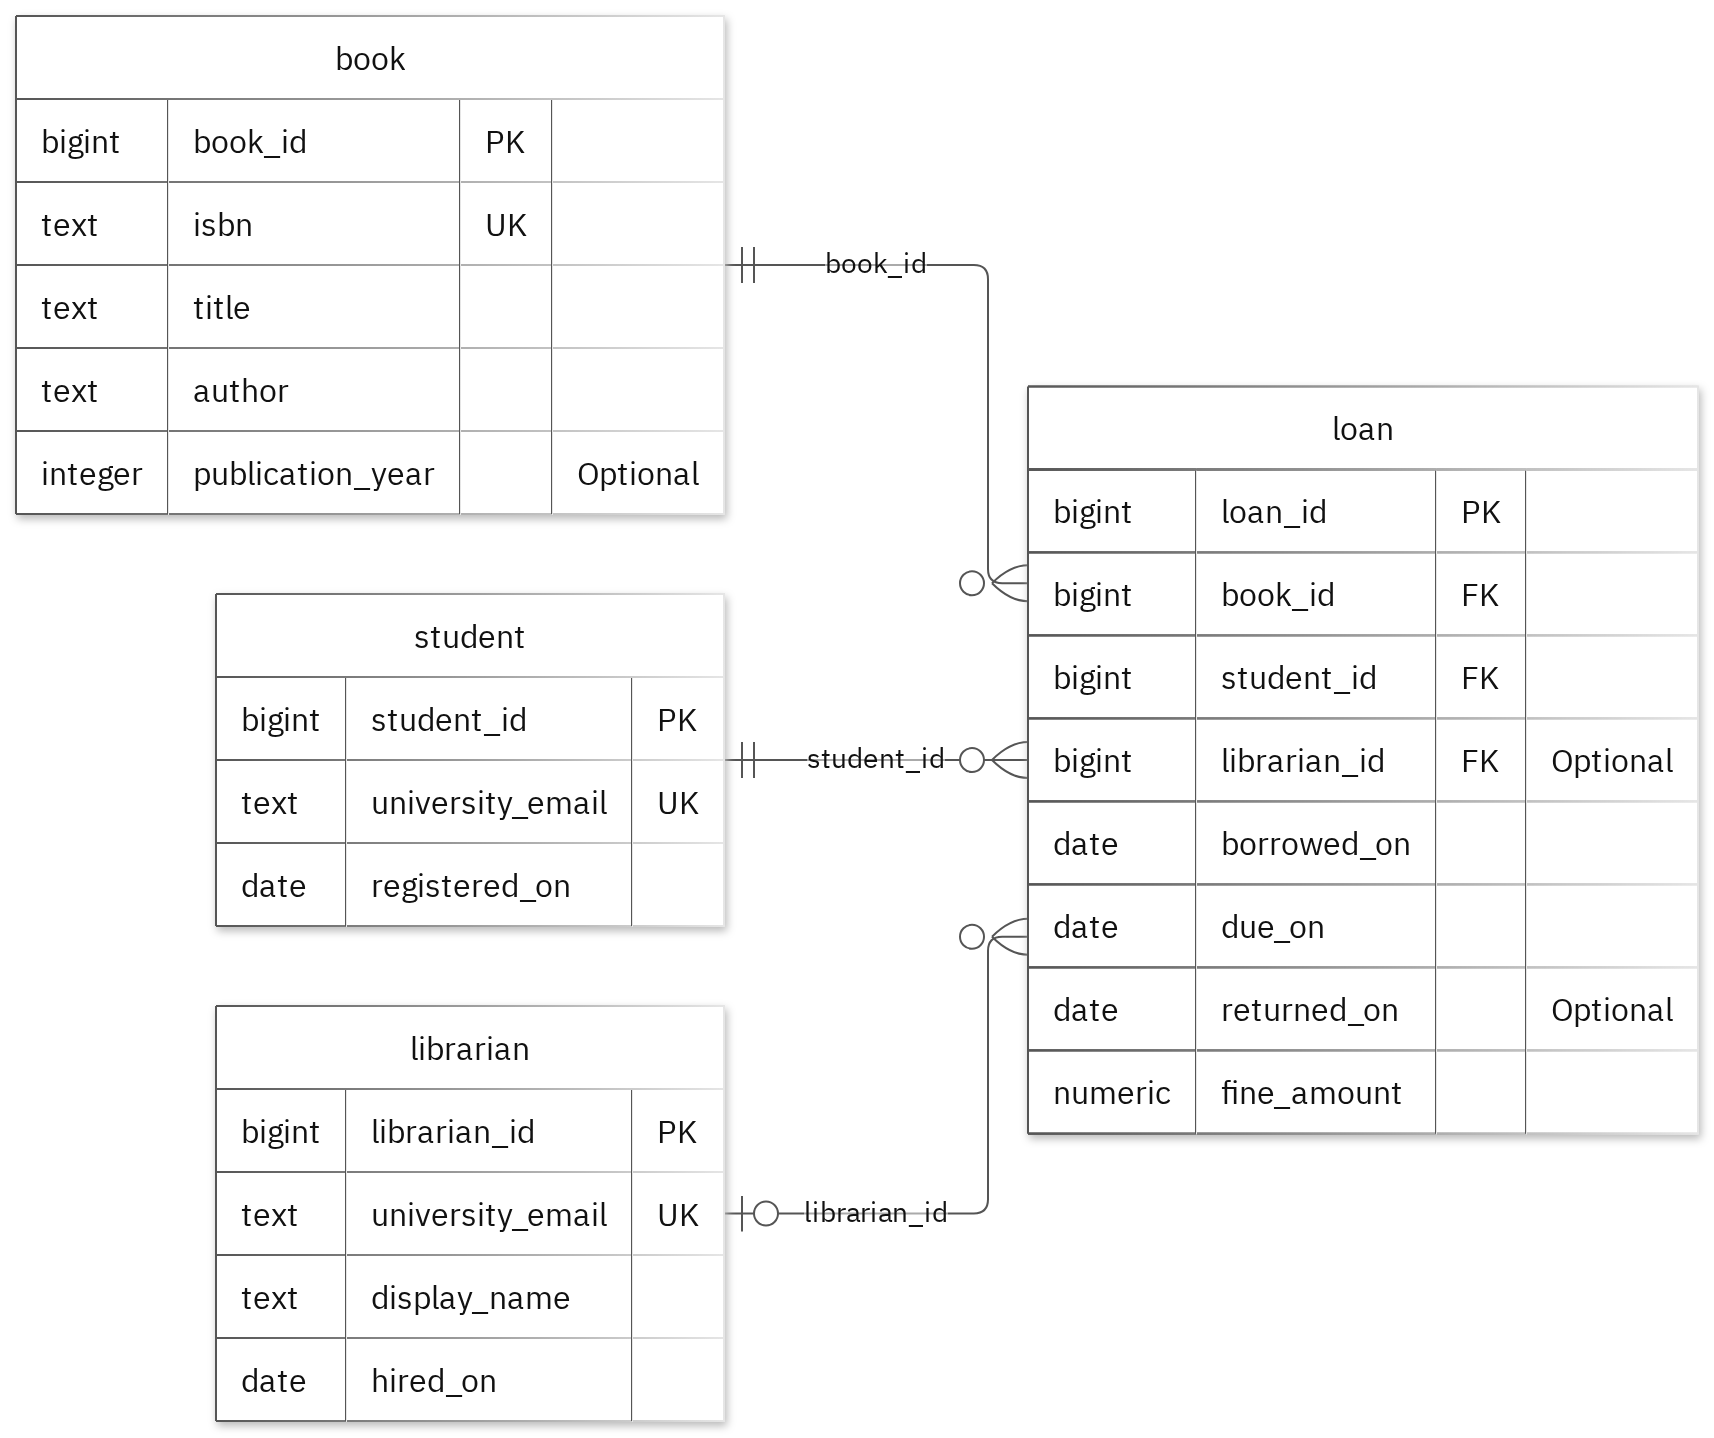 book
bigint book_id PK
text isbn UK
text title
text author
integer publication_year Optional
book_id
loan
bigint loan_id PK
bigint book_id FK
bigint student_id FK
bigint librarian_id FK Optional
date borrowed_on
date due_on
date returned_on Optional
numeric fine_amount
student
bigint student_id PK
text university_email UK
date registered_on
student_id
librarian
bigint librarian_id PK
text university_email UK
text display_name
date hired_on
librarian_id